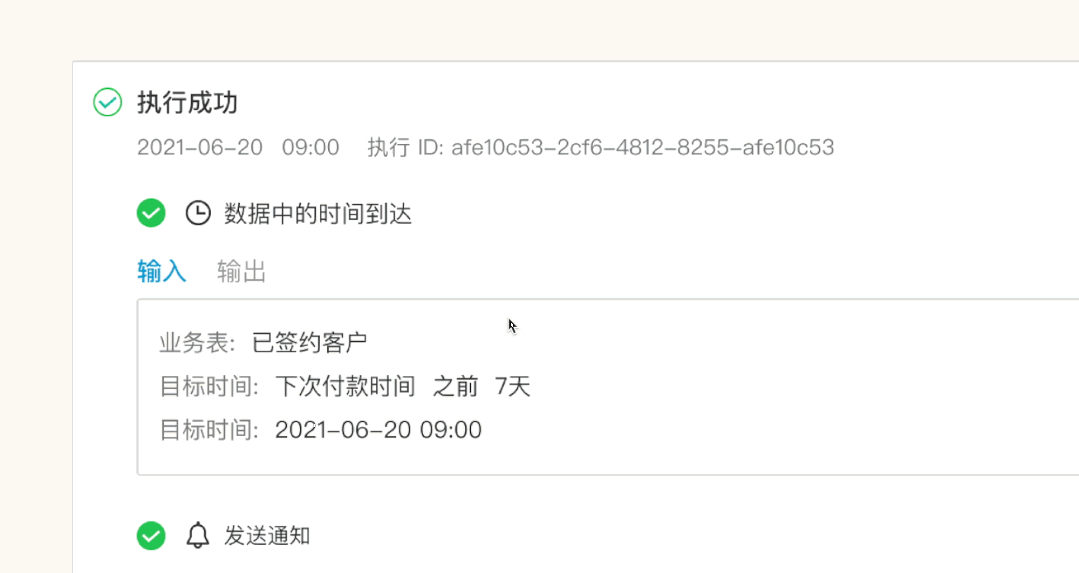 执行成功
2021-06-20 09:00 执行 ID: afe10c53-2cf6-4812-8255-afe10c53
数据中的时间到达
输入 输出
业务表: 已签约客户
目标时间: 下次付款时间 之前 7天
目标时间: 2021-06-20 09:00
发送通知